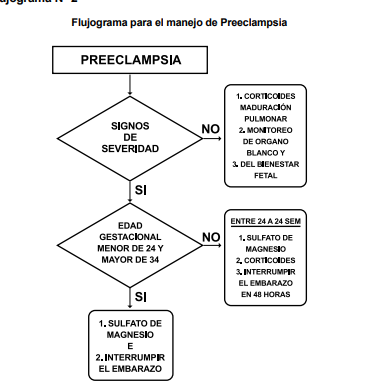 ujograma N° 2
Flujograma para el manejo de Preeclampsia
PREECLAMPSIA
SIGNOS
DE
SEVERIDAD
NO
1. CORTICOIDES
MADURACIÓN
PULMONAR
2. MONITOREO
DE ORGANO
BLANCO Y
3. DEL BIENESTAR
FETAL
SI
EDAD
GESTACIONAL
MENOR DE 24 Y
MAYOR DE 34
NO
ENTRE 24 A 24 SEM
1. SULFATO DE
MAGNESIO
2. CORTICOIDES
3. INTERRUMPIR
EL EMBARAZO
EN 48 HORAS
SI
1. SULFATO DE
MAGNESIO
E
2. INTERRUMPIR
EL EMBARAZO